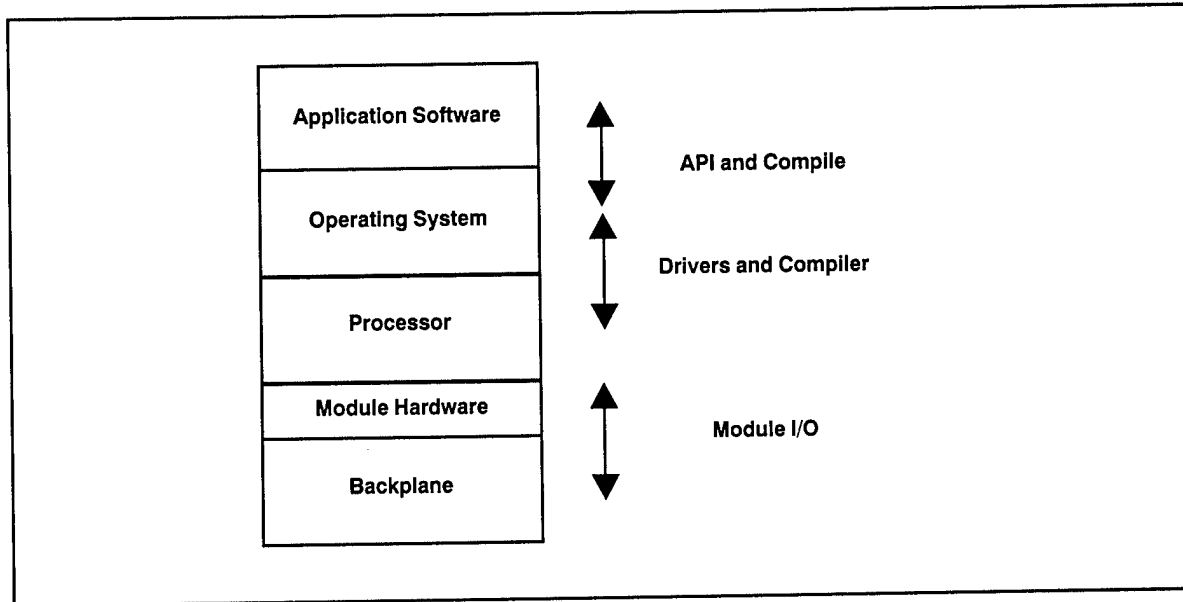 Application Software
API and Compile
Operating System
Drivers and Compiler
Processor
Module Hardware
Module I/O
Backplane